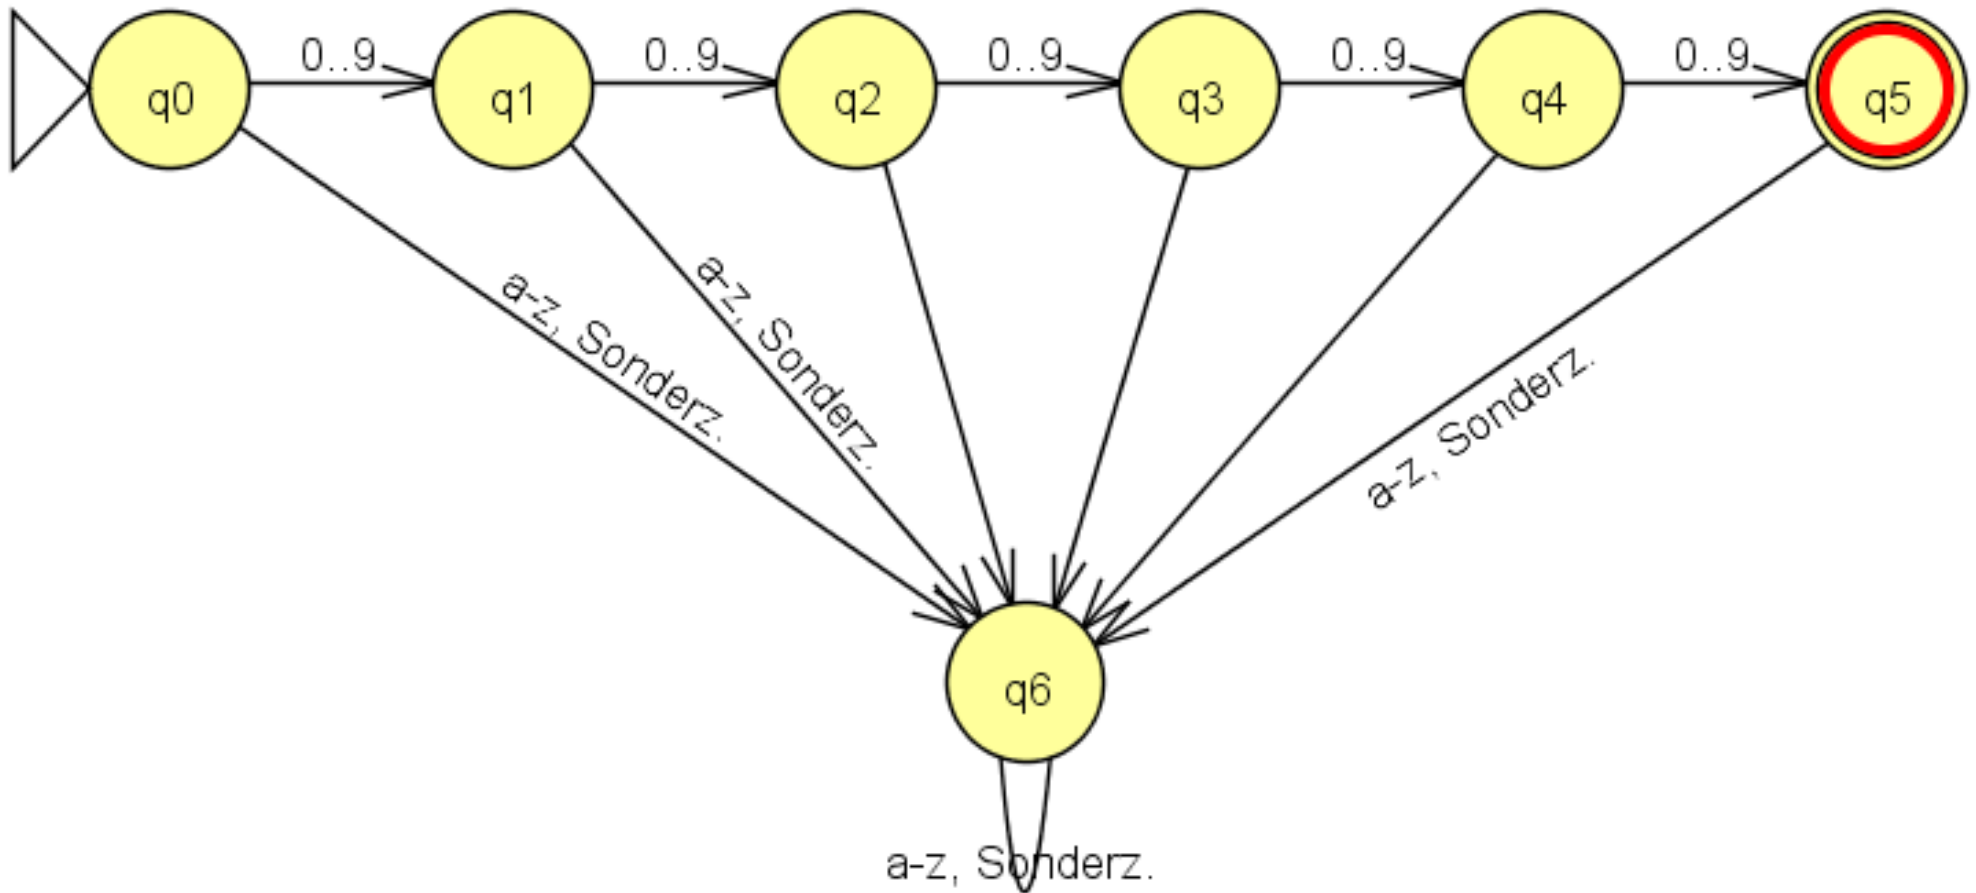 0..9
0..9
0..9
0..9
0..9
q0
q1
q2
q3
q4
q5
a-z, Sonderz.
a-z, Sonderz.
a-z, Sonderz.
q6
a-z, Sonderz.